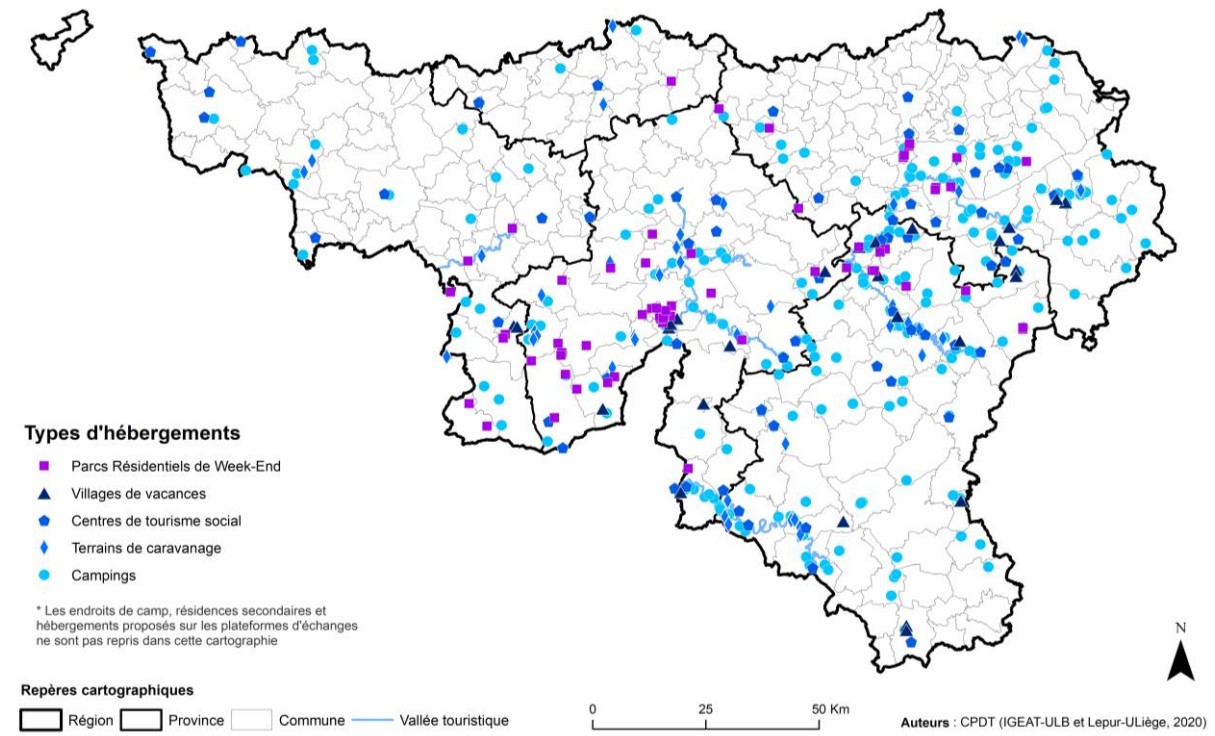 Types d'hébergements
Parcs Résidentiels de Week-End
Villages de vacances
Centres de tourisme social
Terrains de caravanage
Campings
* Les endroits de camp, résidences secondaires et
hébergements proposés sur les plateformes d'échanges
ne sont pas repris dans cette cartographie
N
Repères cartographiques
Région Province Commune Vallée touristique
0 25 50 Km
Auteurs : CPDT (IGEAT-ULB et Lepur-ULiège, 2020)